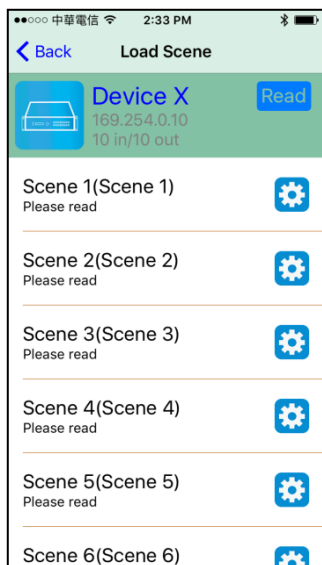 中華電信 2:33 PM
Back Load Scene
Device X Read
169.254.0.10
10 in/10 out
Scene 1(Scene 1)
Please read
Scene 2(Scene 2)
Please read
Scene 3(Scene 3)
Please read
Scene 4(Scene 4)
Please read
Scene 5(Scene 5)
Please read
Scene 6(Scene 6)